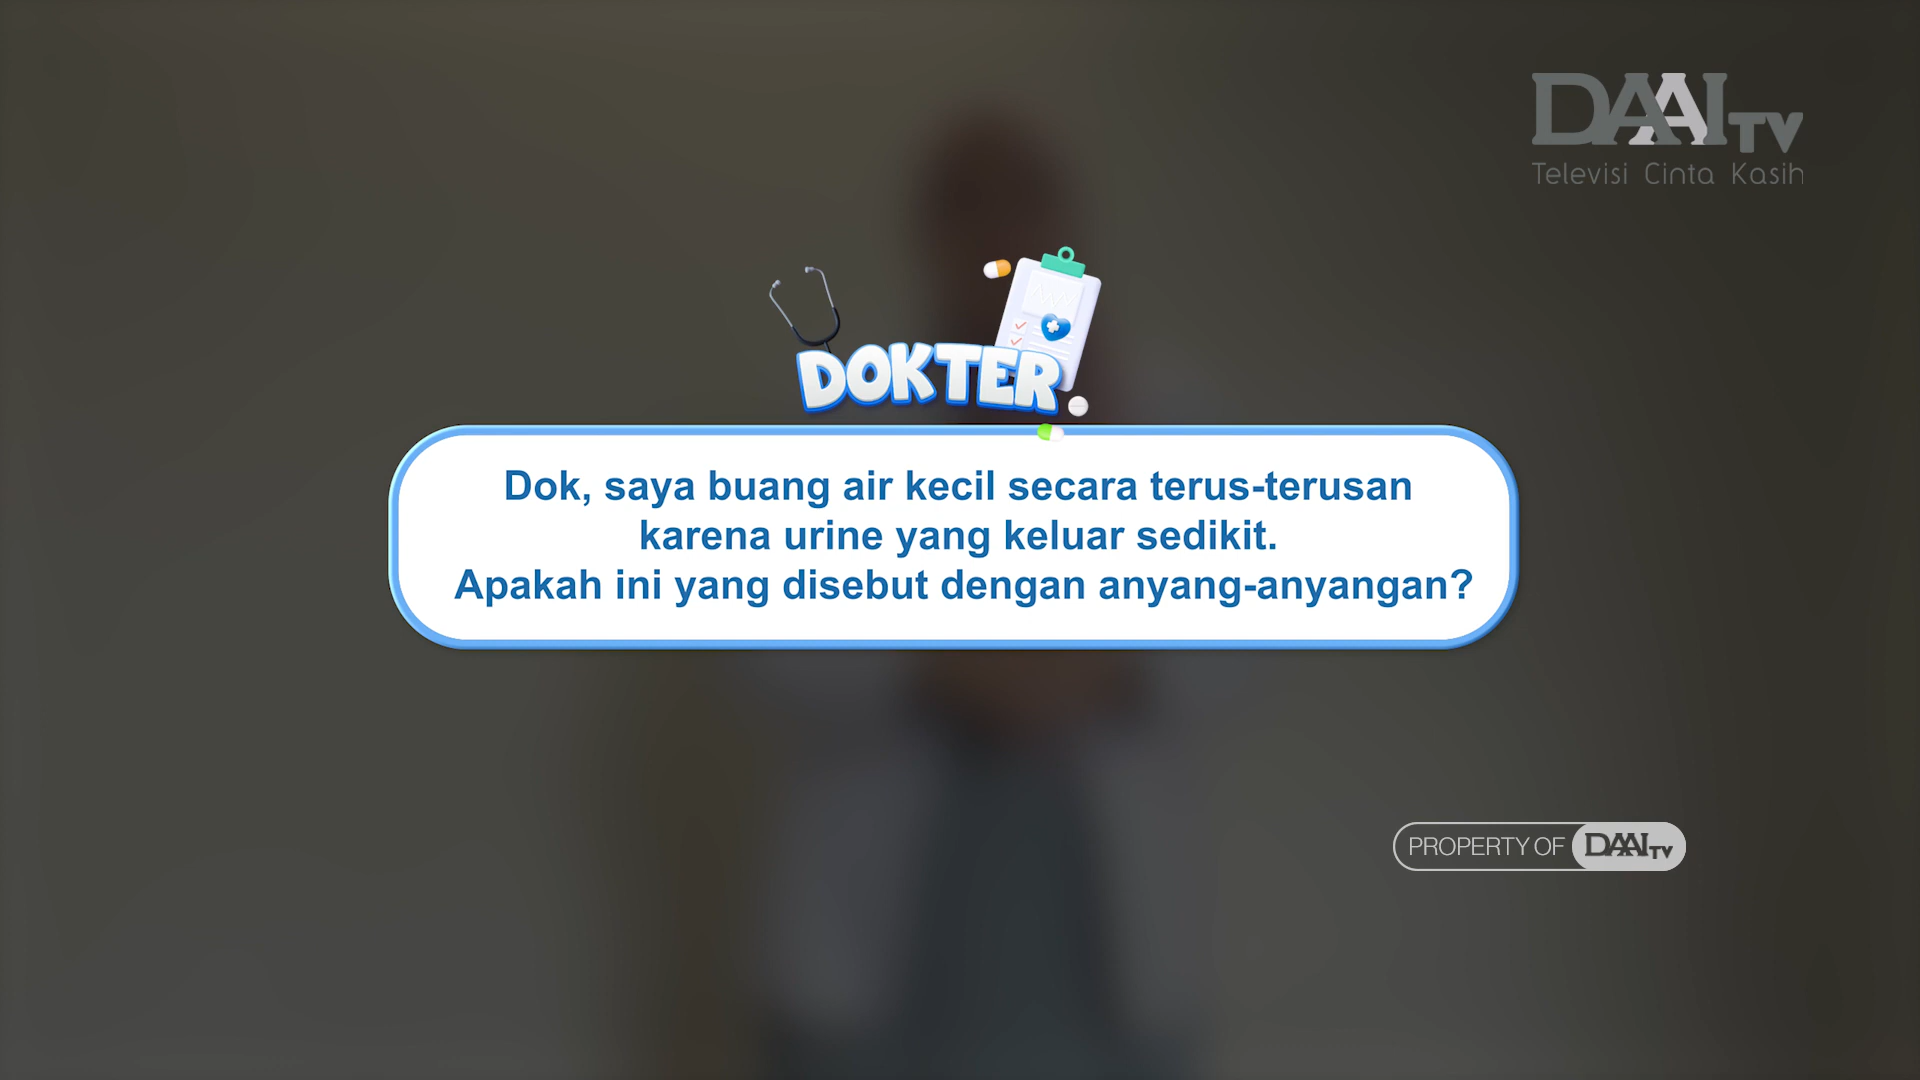 DAAI TV
Televisi Cinta Kasih
DOKTER
Dok, saya buang air kecil secara terus-terusan
karena urine yang keluar sedikit.
Apakah ini yang disebut dengan anyang-anyangan?
PROPERTY OF DAAI TV